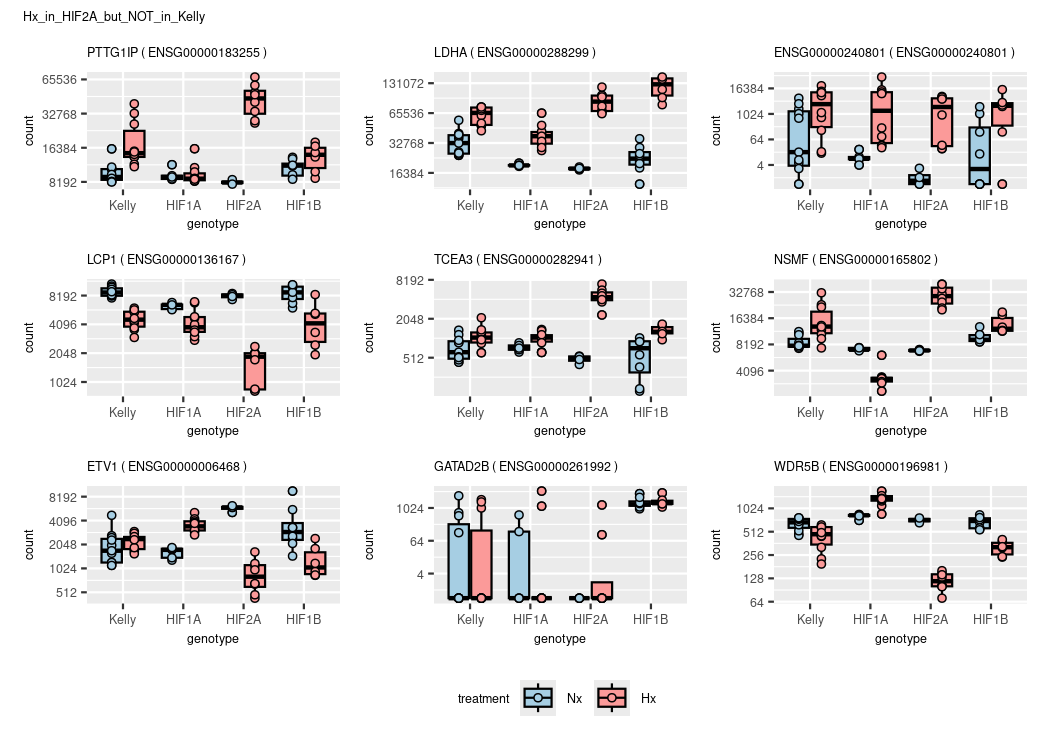 Hx_in_HIF2A_but_NOT_in_Kelly
PTTG1IP ( ENSG00000183255 )
65536
32768
16384
8192
count
Kelly HIF1A HIF2A HIF1B
genotype
LDHA ( ENSG00000288299 )
131072
65536
32768
16384
count
Kelly HIF1A HIF2A HIF1B
genotype
ENSG00000240801 ( ENSG00000240801 )
16384
1024
64
4
count
Kelly HIF1A HIF2A HIF1B
genotype
LCP1 ( ENSG00000136167 )
8192
4096
2048
1024
count
Kelly HIF1A HIF2A HIF1B
genotype
TCEA3 ( ENSG00000282941 )
8192
2048
512
count
Kelly HIF1A HIF2A HIF1B
genotype
NSMF ( ENSG00000165802 )
32768
16384
8192
4096
count
Kelly HIF1A HIF2A HIF1B
genotype
ETV1 ( ENSG00000006468 )
8192
4096
2048
1024
512
count
Kelly HIF1A HIF2A HIF1B
genotype
GATAD2B ( ENSG00000261992 )
1024
64
4
count
Kelly HIF1A HIF2A HIF1B
genotype
WDR5B ( ENSG00000196981 )
1024
512
256
128
64
count
Kelly HIF1A HIF2A HIF1B
genotype
treatment Nx Hx